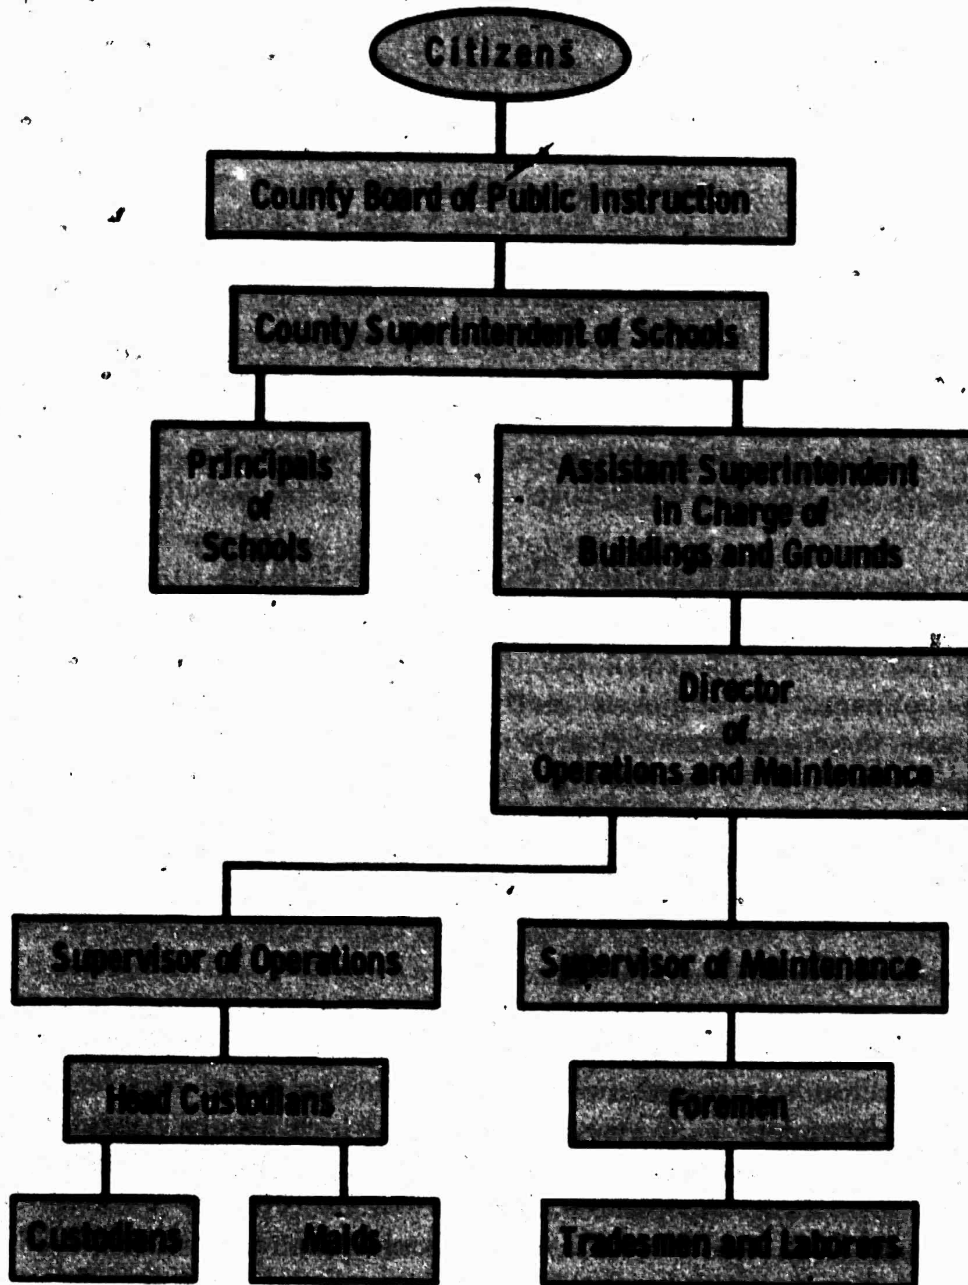 Citizens
County Board of Public Instruction
County Superintendent of Schools
Principals
of
Schools
Assistant Superintendent
in Charge of
Buildings and Grounds
Director
of
Operations and Maintenance
Supervisor of Operations
Supervisor of Maintenance
Head Custodians
Foremen
Custodians
Maids
Tradesmen and Laborers